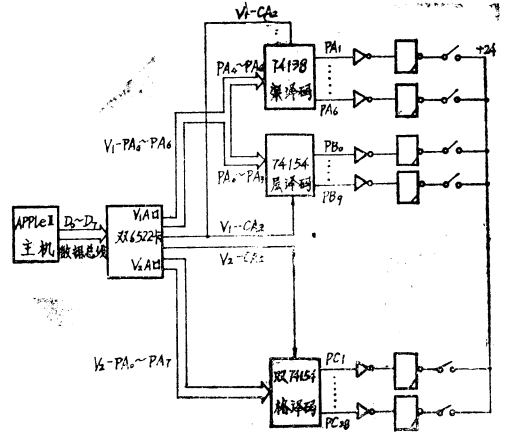 V₁-CA₂
+24
PA₁
74138
架译码
PA₄~PA₆
PA₆
V₁-PA₀~PA₆
PB₀
74154
层译码
PA₀~PA₃
PB₉
V₁A口
APPLeⅡ
主机
D₀~D₇
数据总线
双6522卡
V₂A口
V₁-CA₂
V₂-CA₂
V₂-PA₀~PA₇
PC₁
双74154
格译码
PC₂₈